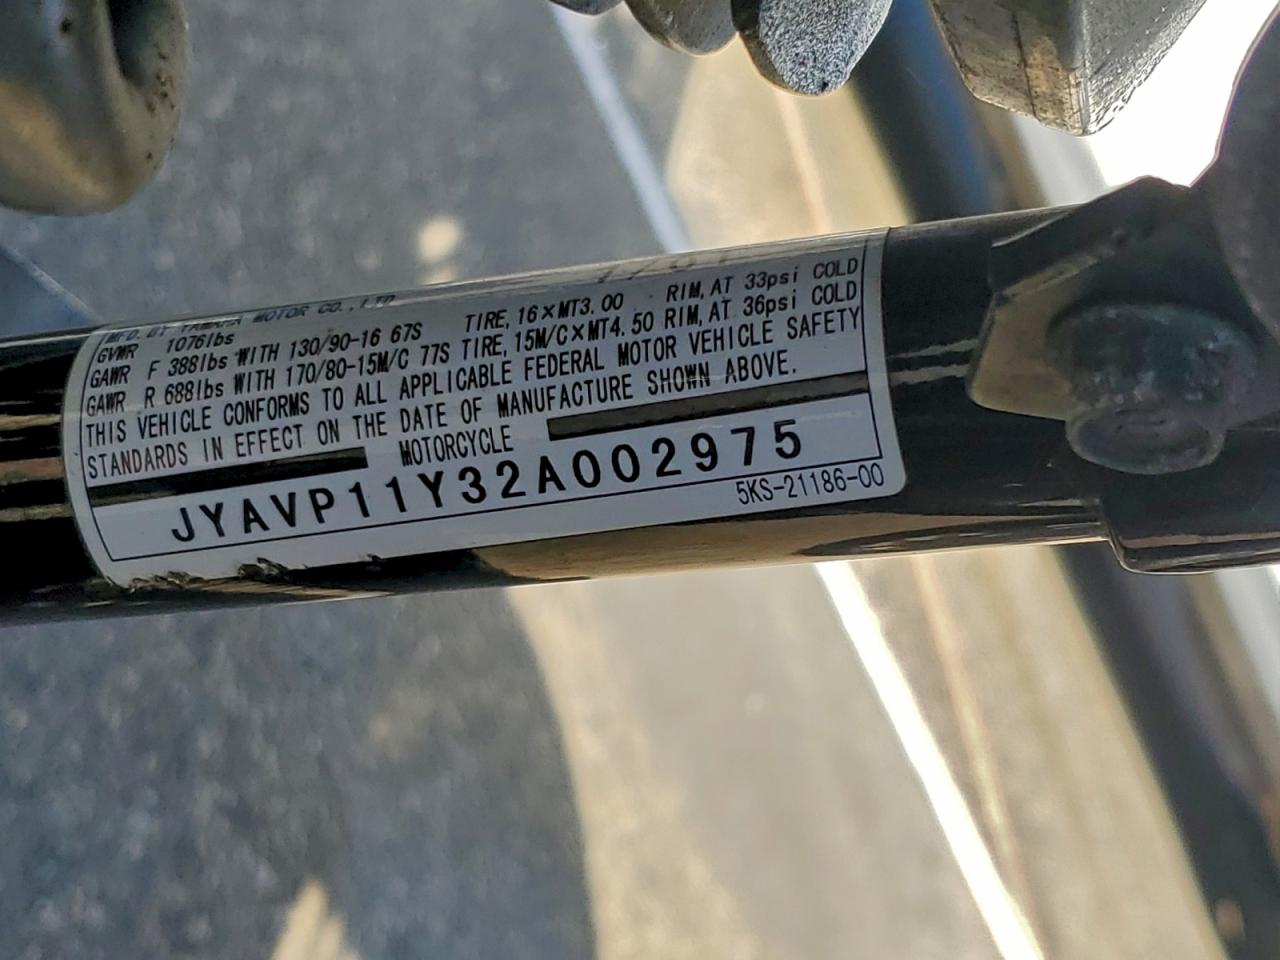 MFD. BY YAMAHA MOTOR CO., LTD.
GVWR 1076lbs
GAWR F 388lbs WITH 130/90-16 67S TIRE, 16×MT3.00 RIM, AT 33psi COLD
GAWR R 688lbs WITH 170/80-15M/C 77S TIRE, 15M/C×MT4.50 RIM, AT 36psi COLD
THIS VEHICLE CONFORMS TO ALL APPLICABLE FEDERAL MOTOR VEHICLE SAFETY
STANDARDS IN EFFECT ON THE DATE OF MANUFACTURE SHOWN ABOVE.
MOTORCYCLE
JYAVP11Y32A002975
5KS-21186-00